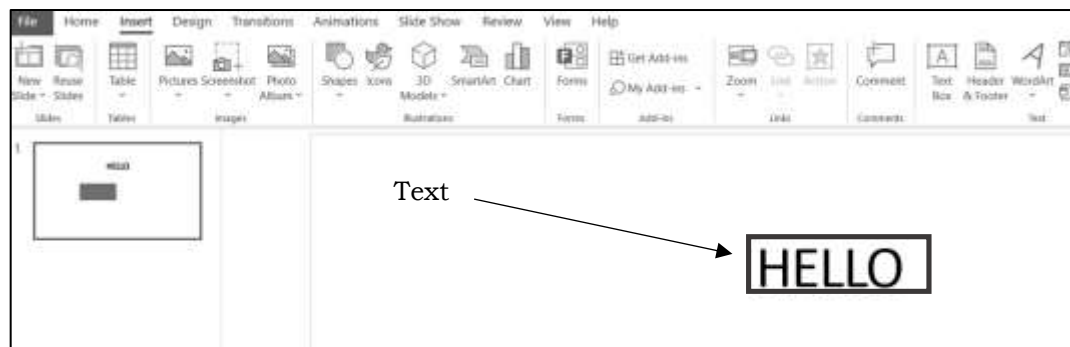 File Home Insert Design Transitions Animations Slide Show Review View Help
New Slide Reuse Slides Table Pictures Screenshot Photo Album Shapes Icons 3D Models SmartArt Chart Forms Get Add-ins My Add-ins Zoom Link Action Comment Text Box Header & Footer WordArt
Slides Tables Images Illustrations Forms Add-ins Links Comments Text
1
HELLO
Text
HELLO